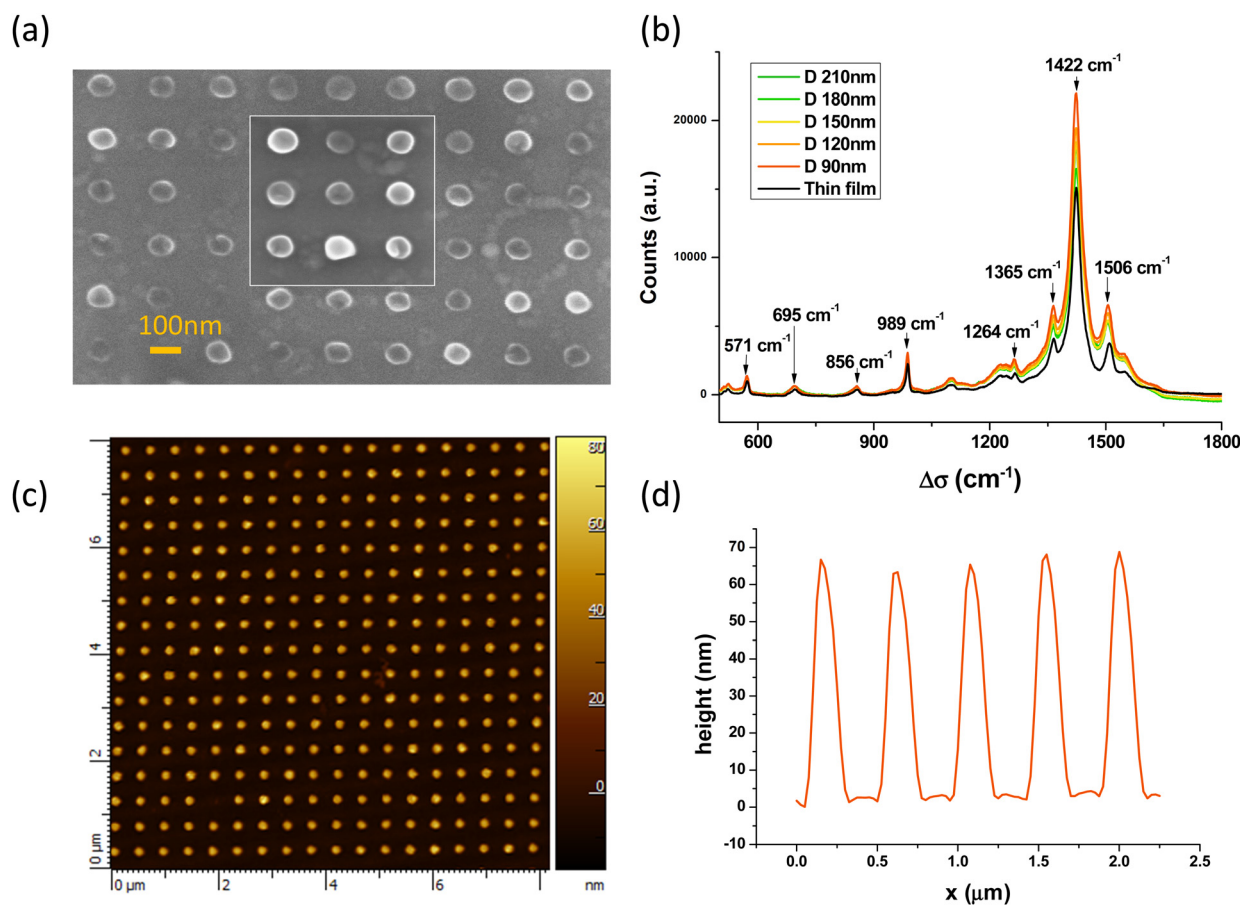 (a)
100nm
(b)
D 210nm
D 180nm
D 150nm
D 120nm
D 90nm
Thin film
1422 cm⁻¹
1365 cm⁻¹
1506 cm⁻¹
1264 cm⁻¹
989 cm⁻¹
695 cm⁻¹
571 cm⁻¹
856 cm⁻¹
20000
10000
0
Counts (a.u.)
600 900 1200 1500 1800
Δσ (cm⁻¹)
(c)
6
4
2
0 µm
0 µm 2 4 6
80
60
40
20
0
nm
(d)
70
60
50
40
30
20
10
0
-10
height (nm)
0.0 0.5 1.0 1.5 2.0 2.5
x (µm)